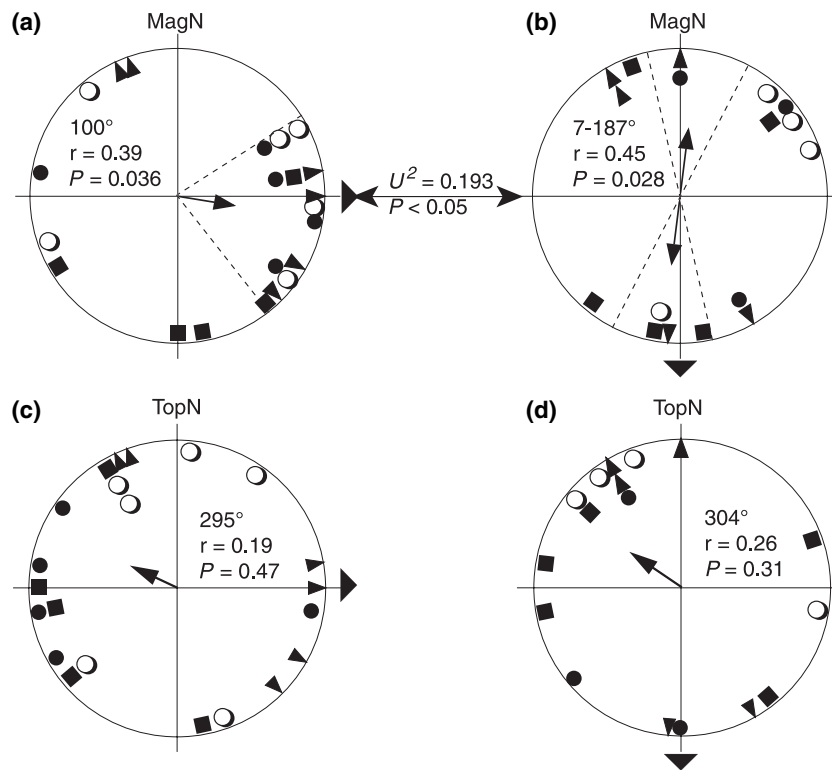 (a)
MagN
100°
r = 0.39
P = 0.036
U² = 0.193
P < 0.05
(b)
MagN
7-187°
r = 0.45
P = 0.028
(c)
TopN
295°
r = 0.19
P = 0.47
(d)
TopN
304°
r = 0.26
P = 0.31